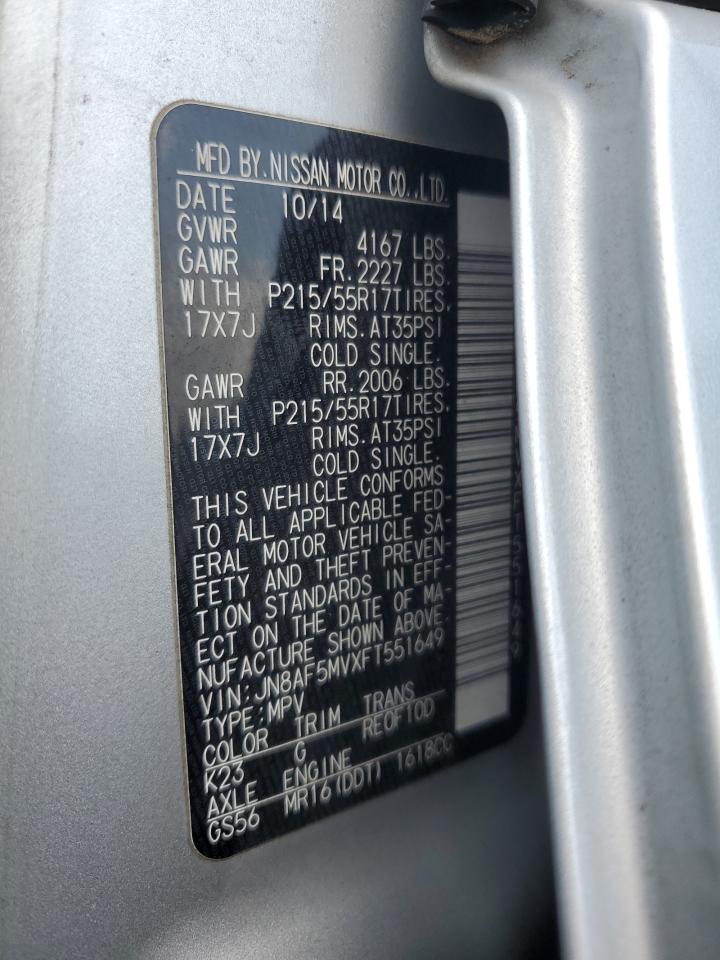 MFD BY.NISSAN MOTOR CO.,LTD.
DATE 10/14
GVWR 4167 LBS.
GAWR FR.2227 LBS.
WITH P215/55R17TIRES,
17X7J RIMS.AT35PSI
COLD SINGLE.
GAWR RR.2006 LBS.
WITH P215/55R17TIRES,
17X7J RIMS.AT35PSI
COLD SINGLE.
THIS VEHICLE CONFORMS
TO ALL APPLICABLE FED-
ERAL MOTOR VEHICLE SA-
FETY AND THEFT PREVEN-
TION STANDARDS IN EFF-
ECT ON THE DATE OF MA-
NUFACTURE SHOWN ABOVE.
VIN:JN8AF5MVXFT551649
TYPE:MPV
COLOR TRIM TRANS
K23 G RE0F10D
AXLE ENGINE
GS56 MR16(DDT) 1618CC